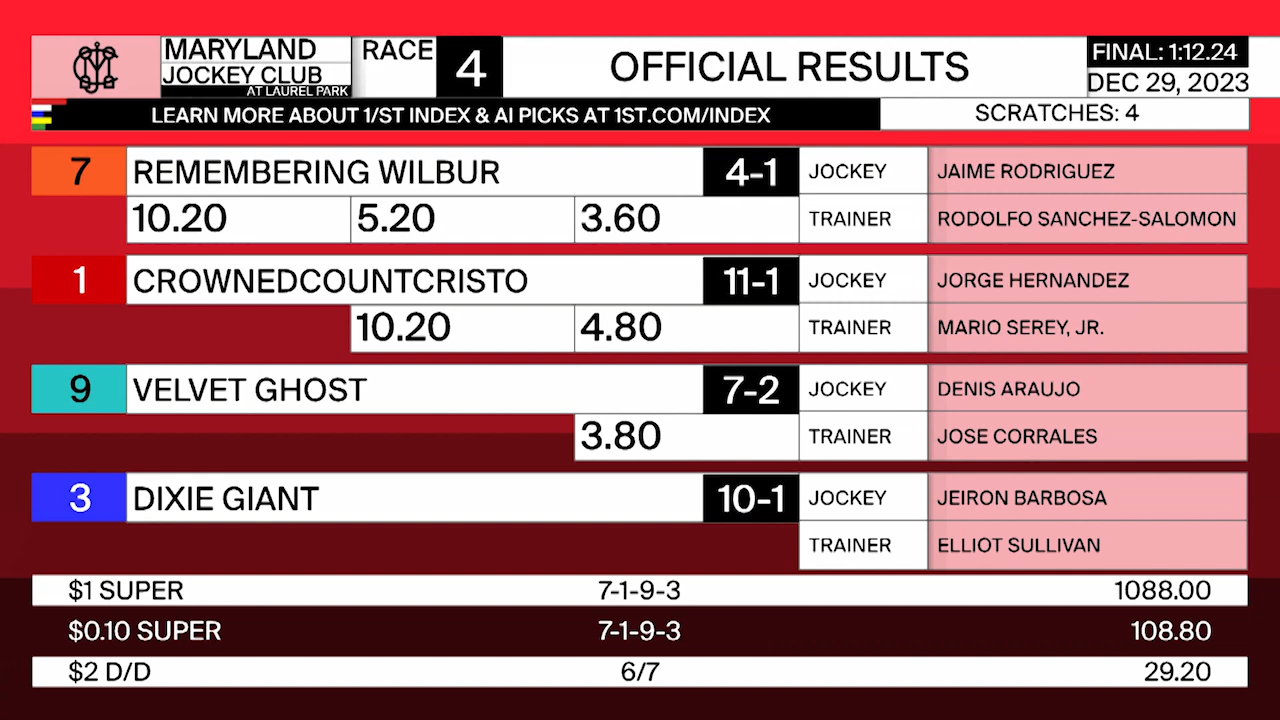 MARYLAND
JOCKEY CLUB
AT LAUREL PARK
RACE 4
OFFICIAL RESULTS
FINAL: 1:12.24
DEC 29, 2023
LEARN MORE ABOUT 1/ST INDEX & AI PICKS AT 1ST.COM/INDEX
SCRATCHES: 4
7 REMEMBERING WILBUR 4-1 JOCKEY JAIME RODRIGUEZ
10.20 5.20 3.60 TRAINER RODOLFO SANCHEZ-SALOMON
1 CROWNEDCOUNTCRISTO 11-1 JOCKEY JORGE HERNANDEZ
10.20 4.80 TRAINER MARIO SEREY, JR.
9 VELVET GHOST 7-2 JOCKEY DENIS ARAUJO
3.80 TRAINER JOSE CORRALES
3 DIXIE GIANT 10-1 JOCKEY JEIRON BARBOSA
TRAINER ELLIOT SULLIVAN
$1 SUPER 7-1-9-3 1088.00
$0.10 SUPER 7-1-9-3 108.80
$2 D/D 6/7 29.20